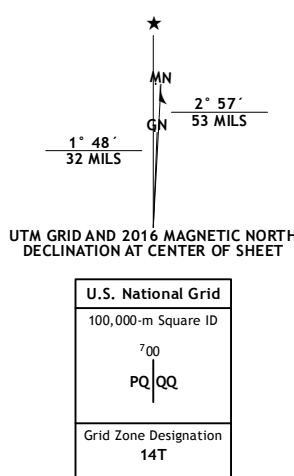 ★
MN
2° 57´
53 MILS
GN
1° 48´
32 MILS
UTM GRID AND 2016 MAGNETIC NORTH
DECLINATION AT CENTER OF SHEET
U.S. National Grid
100,000-m Square ID
⁷00
PQ QQ
Grid Zone Designation
14T